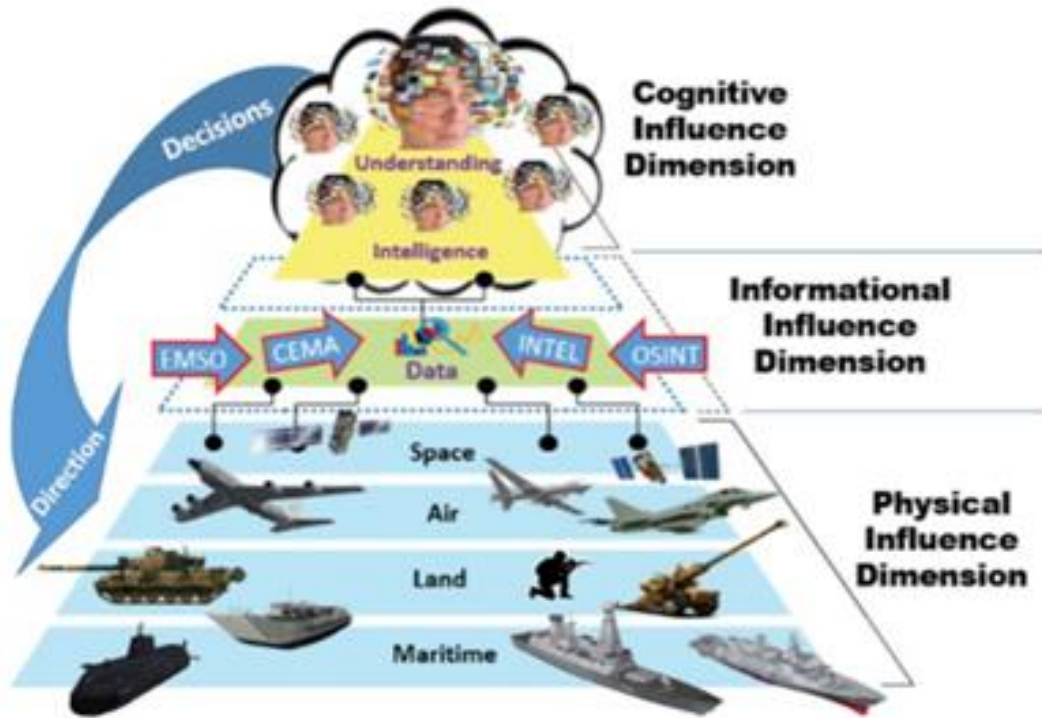 Decisions
Direction
Cognitive
Influence
Dimension
Understanding
Intelligence
Informational
Influence
Dimension
EMSO
CEMA
Data
INTEL
OSINT
Space
Air
Land
Maritime
Physical
Influence
Dimension